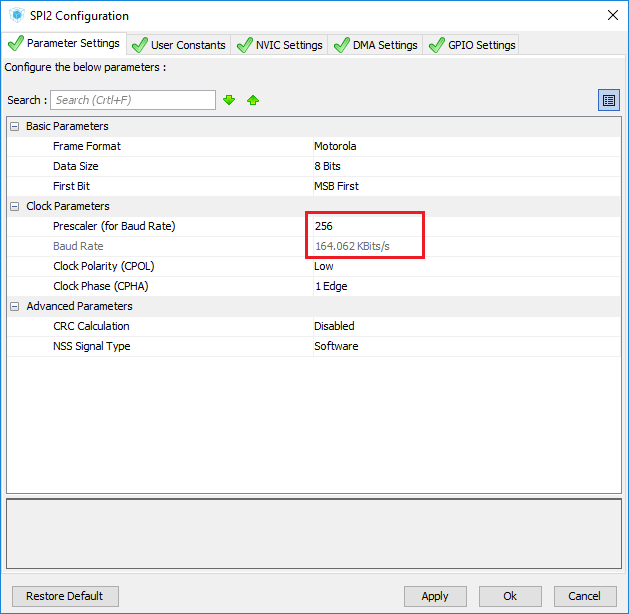 SPI2 Configuration
Parameter Settings User Constants NVIC Settings DMA Settings GPIO Settings
Configure the below parameters :
Search : Search (Crtl+F)
Basic Parameters
Frame Format Motorola
Data Size 8 Bits
First Bit MSB First
Clock Parameters
Prescaler (for Baud Rate) 256
Baud Rate 164.062 KBits/s
Clock Polarity (CPOL) Low
Clock Phase (CPHA) 1 Edge
Advanced Parameters
CRC Calculation Disabled
NSS Signal Type Software
Restore Default Apply Ok Cancel